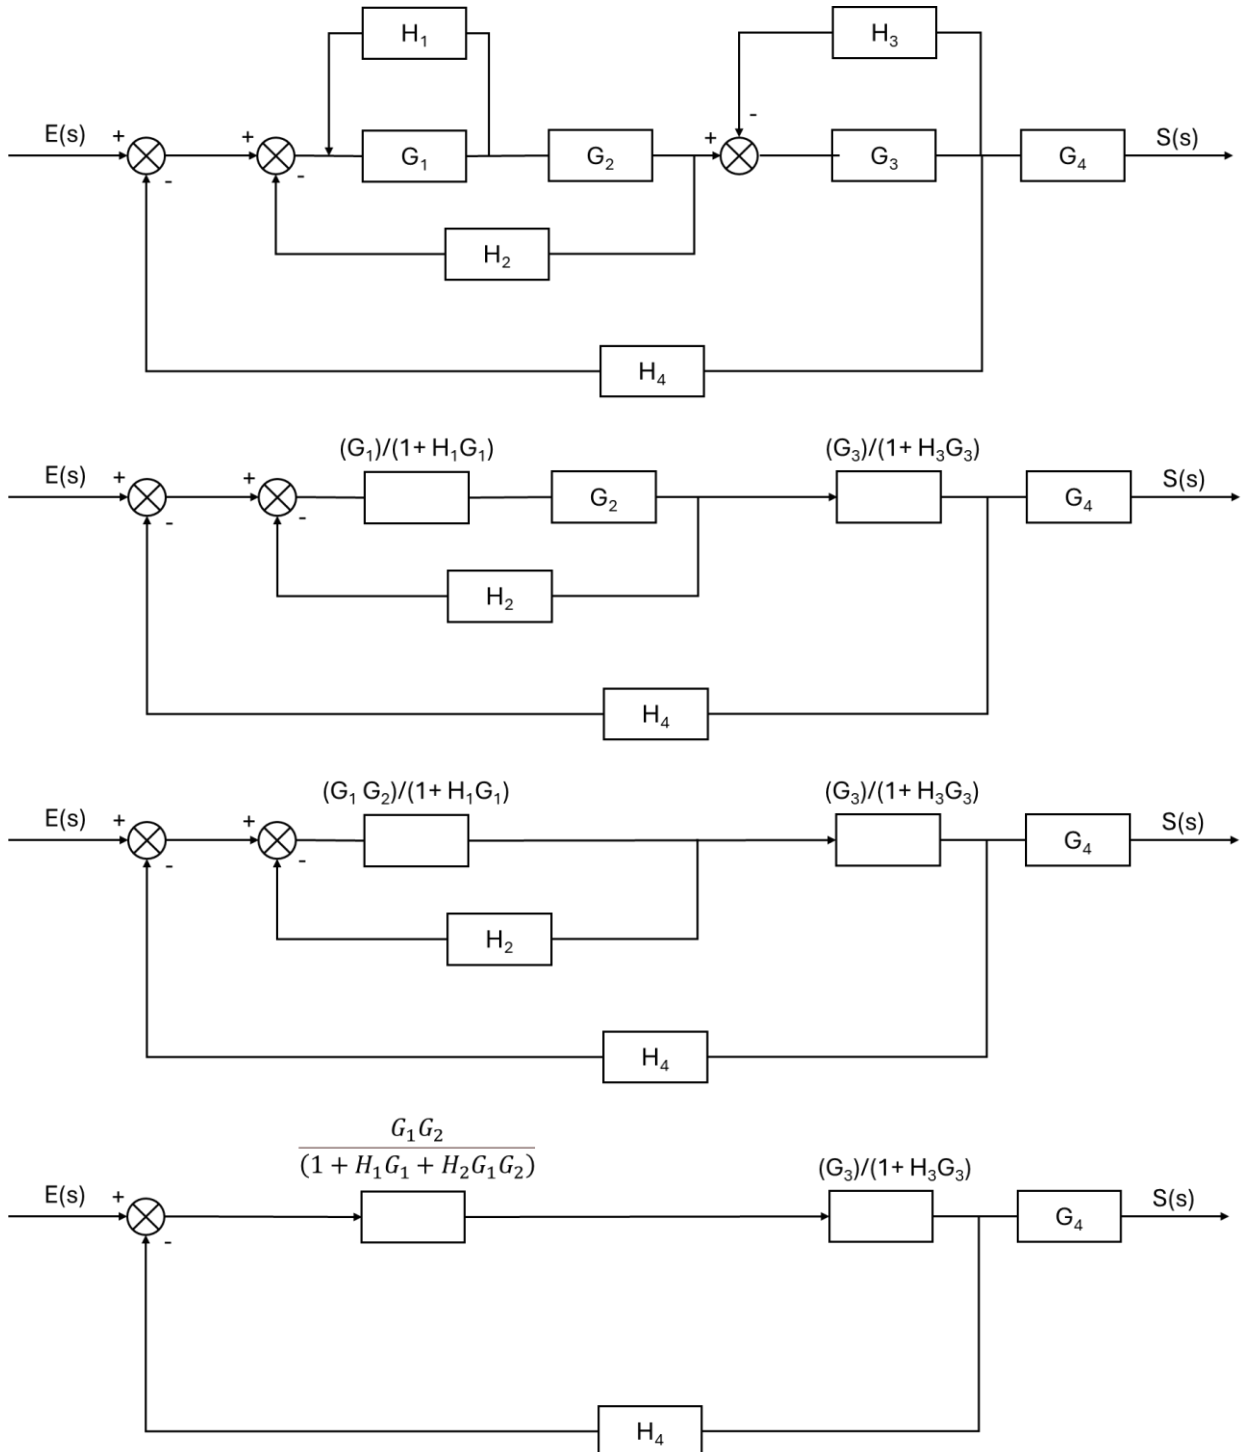 H₁
H₃
E(s) + - + - G₁ G₂ + - G₃ G₄ S(s)
H₂
H₄
(G₁)/(1+ H₁G₁) (G₃)/(1+ H₃G₃)
E(s) + - + - G₂ G₄ S(s)
H₂
H₄
(G₁ G₂)/(1+ H₁G₁) (G₃)/(1+ H₃G₃)
E(s) + - + - G₄ S(s)
H₂
H₄
G₁G₂
(1 + H₁G₁ + H₂G₁G₂)
(G₃)/(1+ H₃G₃)
E(s) + - G₄ S(s)
H₄